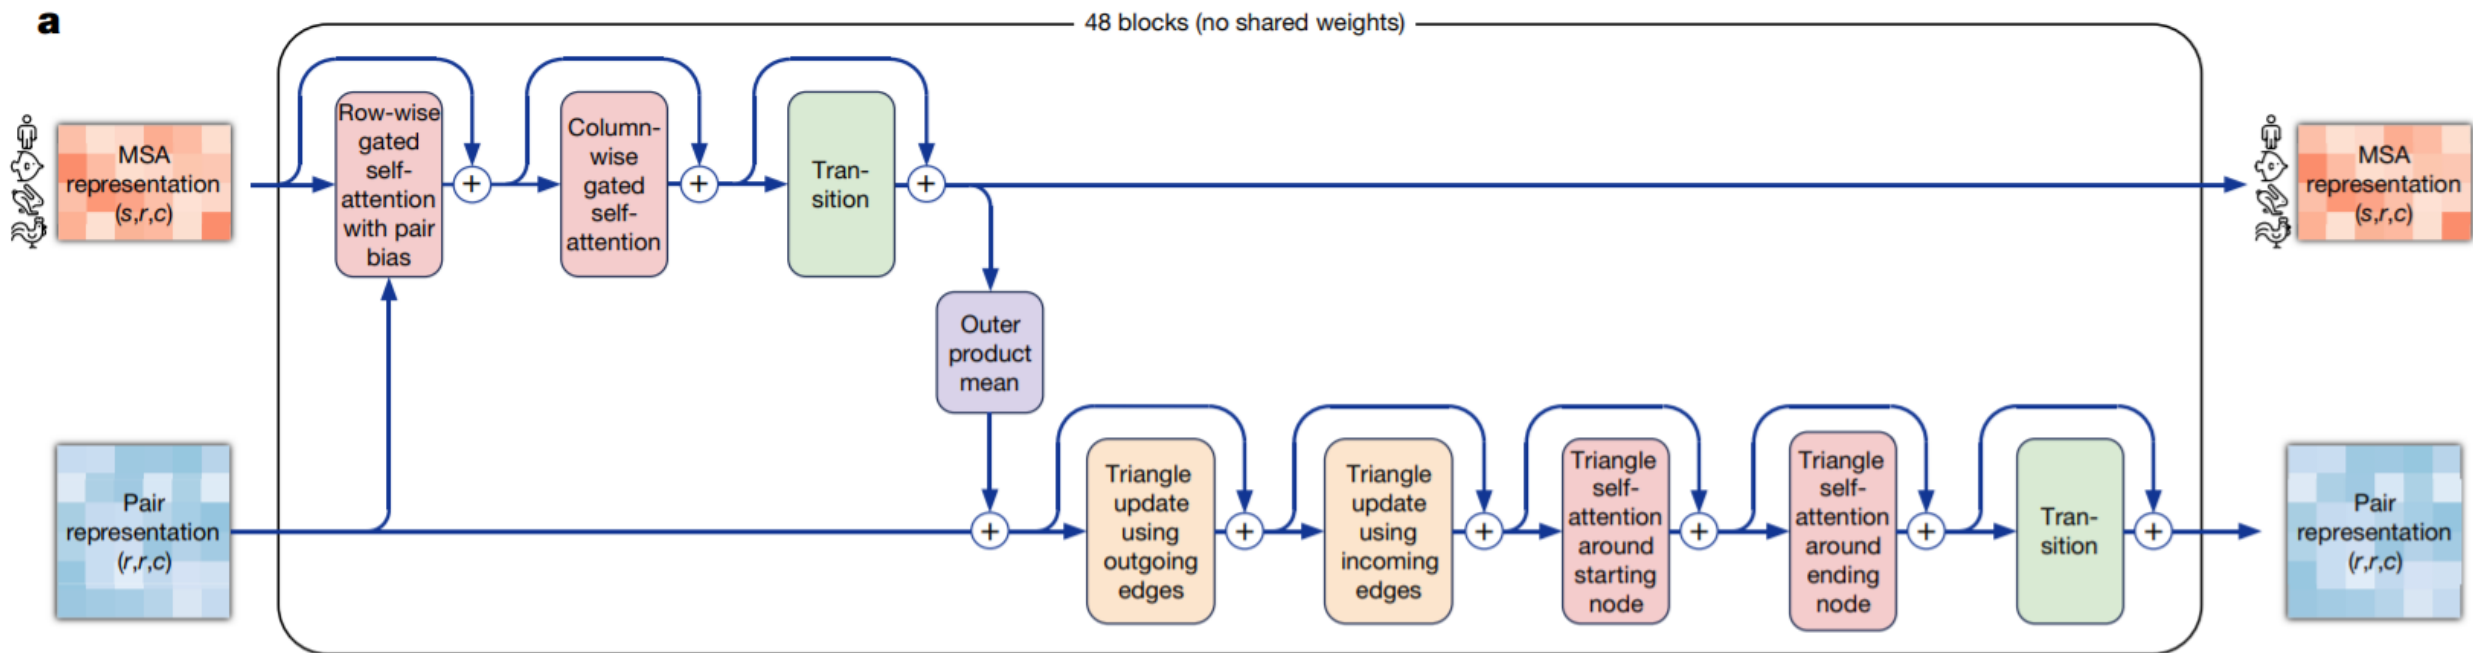 a
48 blocks (no shared weights)
MSA
representation
(s,r,c)
Row-wise
gated
self-
attention
with pair
bias
+
Column-
wise
gated
self-
attention
+
Tran-
sition
+
MSA
representation
(s,r,c)
Outer
product
mean
Pair
representation
(r,r,c)
+
Triangle
update
using
outgoing
edges
+
Triangle
update
using
incoming
edges
+
Triangle
self-
attention
around
starting
node
+
Triangle
self-
attention
around
ending
node
+
Tran-
sition
+
Pair
representation
(r,r,c)